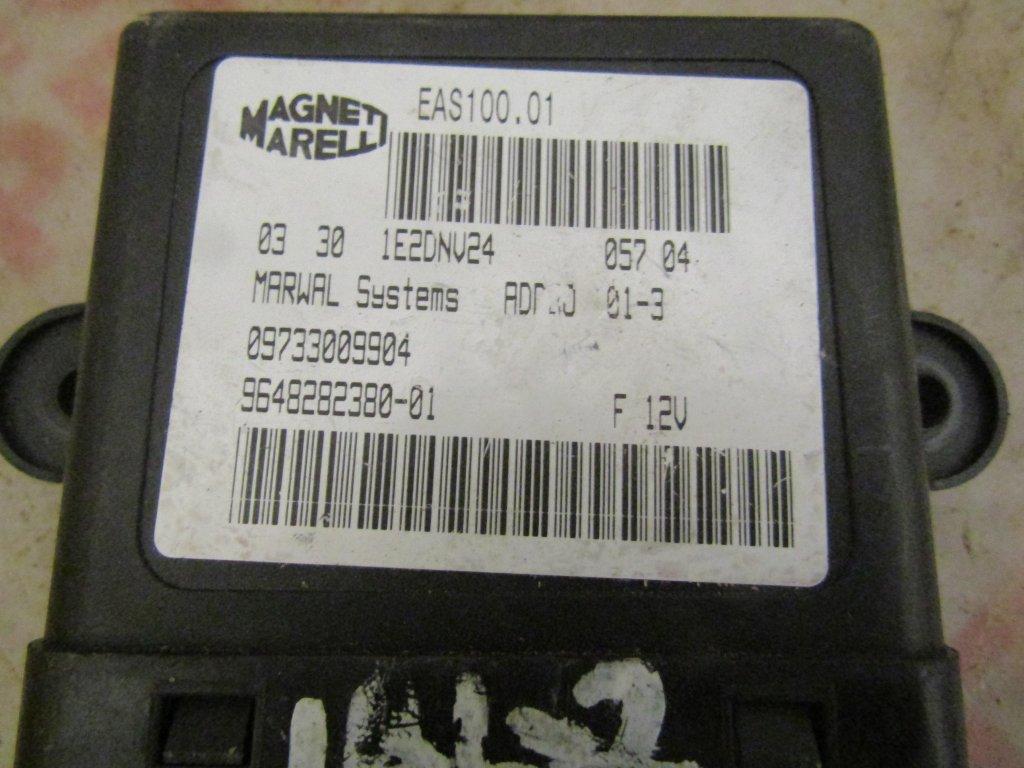 MAGNETI MARELLI
EAS100.01
03 30 1E2DNV24 057 04
MARWAL Systems 01-3
09733009904
9648282380-01 F 12V